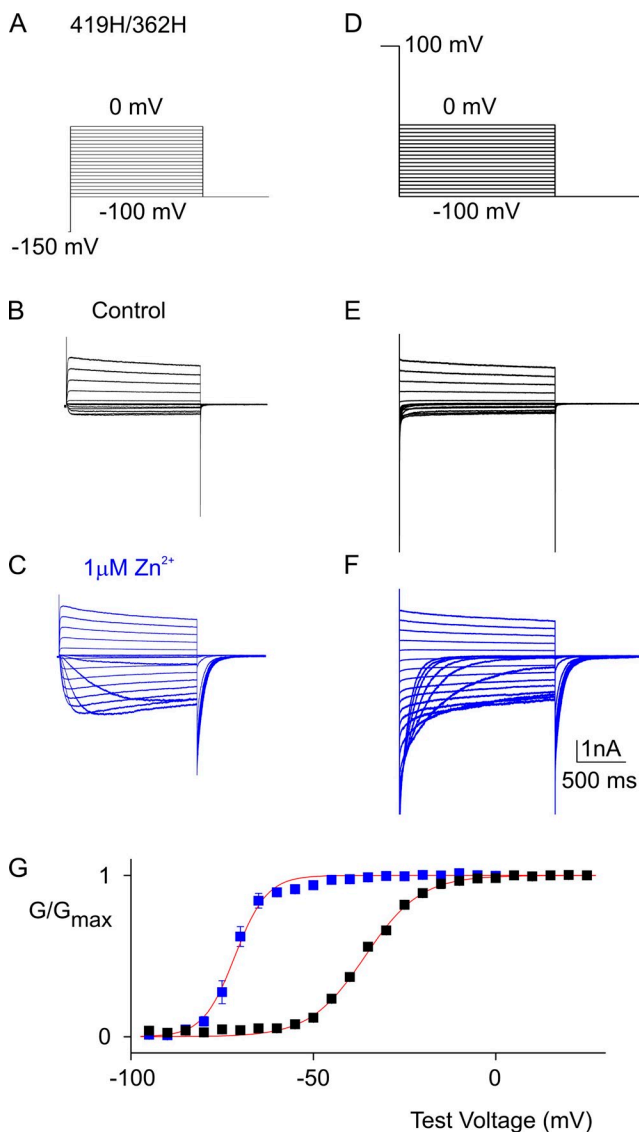 A 419H/362H
0 mV
-100 mV
-150 mV
D
100 mV
0 mV
-100 mV
B Control
E
C 1μM Zn²⁺
F
1nA
500 ms
G
G/Gmax
1
0
-100 -50 0
Test Voltage (mV)